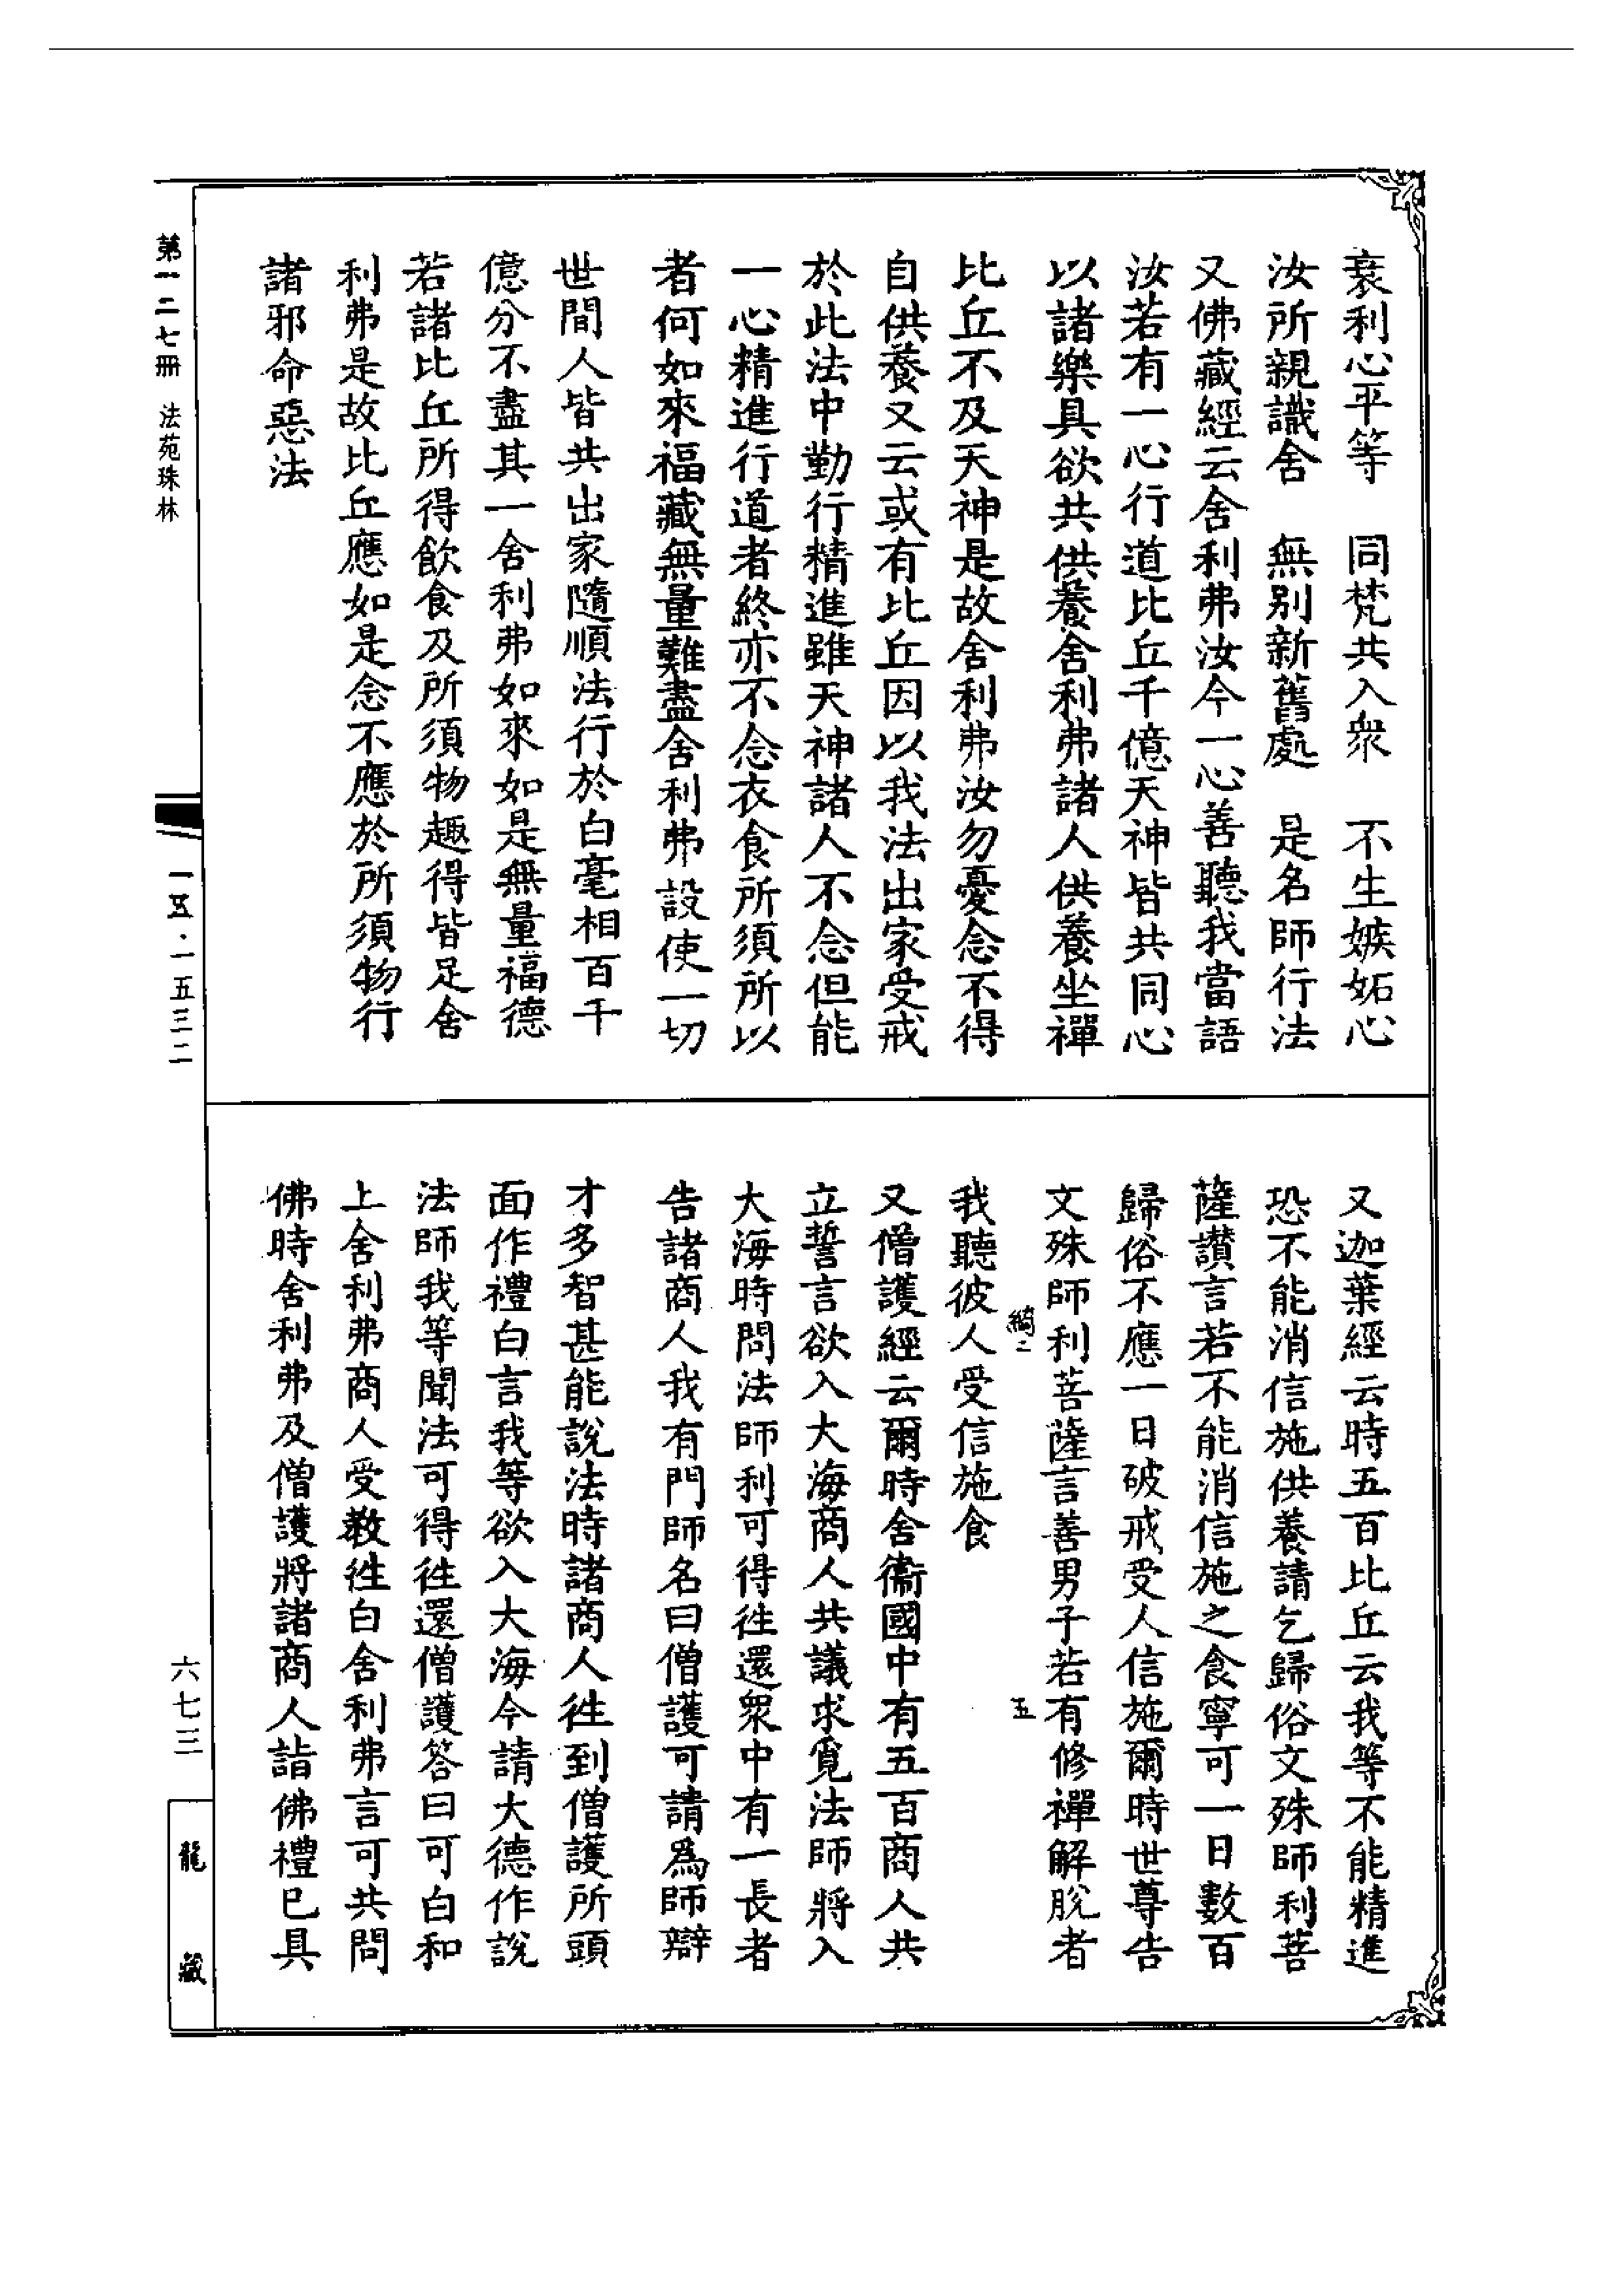 衰利心平等　同梵共入衆　不生嫉妬心
汝所親識舍　無别新舊處　是名師行法
又佛藏經云舍利弗汝今一心善聽我當語
汝若有一心行道比丘千億天神皆共同心
以諸樂具欲共供養舍利弗諸人供養坐禪
比丘不及天神是故舍利弗汝勿憂念不得
自供養又云或有比丘因以我法出家受戒
於此法中勤行精進雖天神諸人不念但能
一心精進行道者終亦不念衣食所須所以
者何如來福藏無量難盡舍利弗設使一切
世間人皆共出家隨順法行於白毫相百千
億分不盡其一舍利弗如來如是無量福德
若諸比丘所得飲食及所須物趣得皆足舍
利弗是故比丘應如是念不應於所須物行
諸邪命惡法
又迦葉經云時五百比丘云我等不能精進
恐不能消信施供養請乞歸俗文殊師利菩
薩讃言若不能消信施之食寧可一日數百
歸俗不應一日破戒受人信施爾時世尊告
文殊師利菩薩言善男子若有修禪解脫者
綺二　五
我聽彼人受信施食
又僧護經云爾時舍衞國中有五百商人共
立誓言欲入大海商人共議求覓法師將入
大海時問法師利可得徃還衆中有一長者
告諸商人我有門師名曰僧護可請爲師辯
才多智甚能説法時諸商人徃到僧護所頭
面作禮白言我等欲入大海今請大德作說
法師我等聞法可得徃還僧護答曰可白和
上舍利弗商人受教徃白舍利弗言可共問
佛時舍利弗及僧護將諸商人詣佛禮已具
第一二七冊　法苑珠林
一五·一五三二
六七三
龍藏